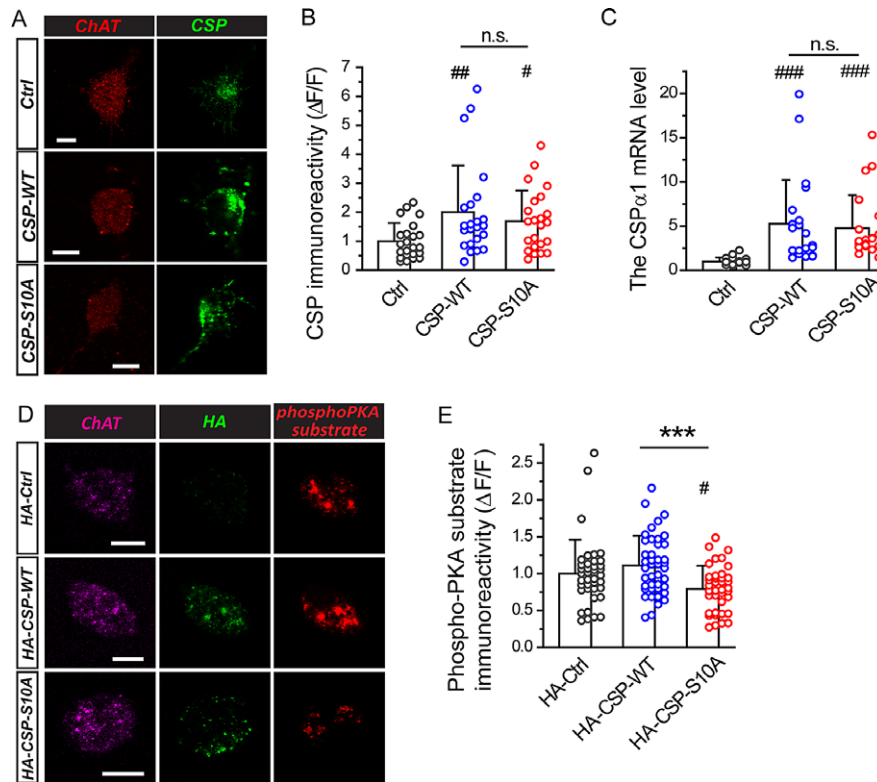 A
ChAT CSP
Ctrl
CSP-WT
CSP-S10A
B
CSP immunoreactivity (ΔF/F)
7
6
5
4
3
2
1
0
n.s.
## #
Ctrl CSP-WT CSP-S10A
C
The CSPα1 mRNA level
20
15
10
5
0
n.s.
### ###
Ctrl CSP-WT CSP-S10A
D
ChAT HA phosphoPKA
substrate
HA-Ctrl
HA-CSP-WT
HA-CSP-S10A
E
Phospho-PKA substrate
immunoreactivity (ΔF/F)
2.5
2.0
1.5
1.0
0.5
0.0
***
#
HA-Ctrl HA-CSP-WT HA-CSP-S10A